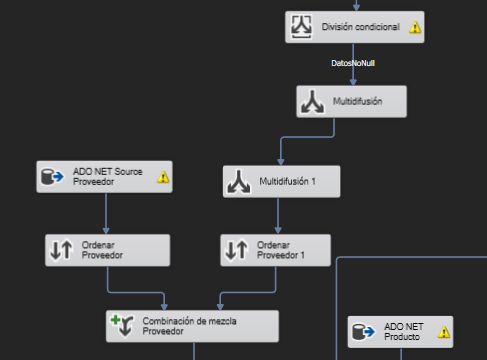 División condicional
DatosNoNull
Multidifusión
ADO NET Source
Proveedor
Multidifusión 1
Ordenar
Proveedor
Ordenar
Proveedor 1
Combinación de mezcla
Proveedor
ADO NET
Producto